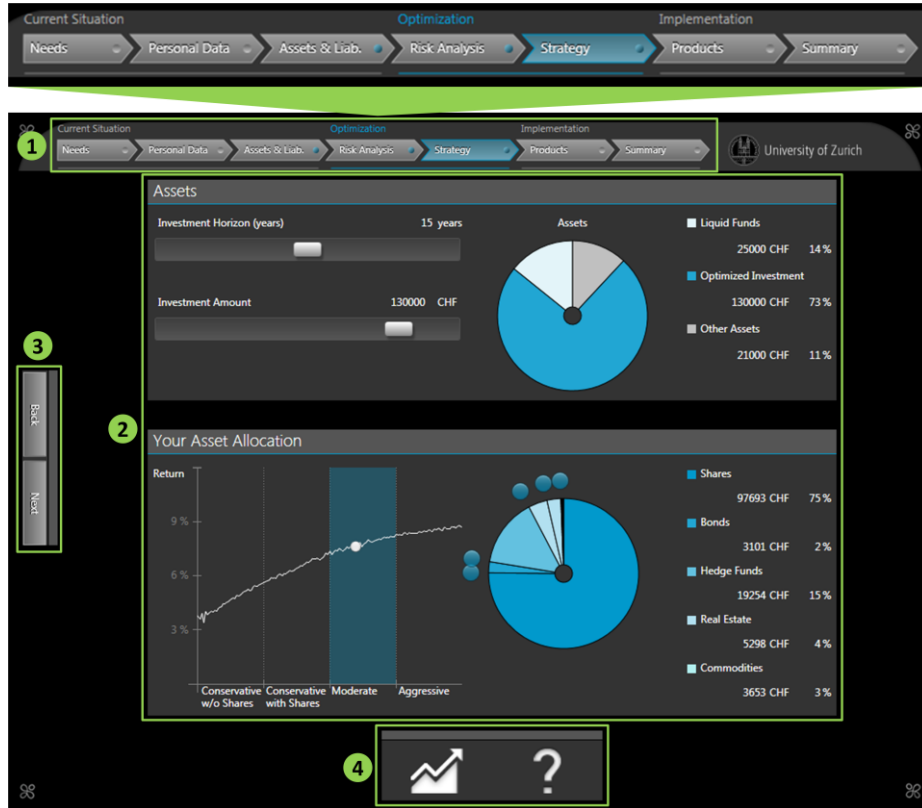 Current Situation Optimization Implementation
Needs Personal Data Assets & Liab. Risk Analysis Strategy Products Summary
1
Current Situation Optimization Implementation
Needs Personal Data Assets & Liab. Risk Analysis Strategy Products Summary
University of Zurich
2
Assets
Investment Horizon (years) 15 years
Investment Amount 130000 CHF
Assets
Liquid Funds
25000 CHF 14%
Optimized Investment
130000 CHF 73%
Other Assets
21000 CHF 11%
3
Back
Next
Your Asset Allocation
Return
9%
6%
3%
Conservative w/o Shares
Conservative with Shares
Moderate
Aggressive
Shares
97693 CHF 75%
Bonds
3101 CHF 2%
Hedge Funds
19254 CHF 15%
Real Estate
5298 CHF 4%
Commodities
3653 CHF 3%
4
?